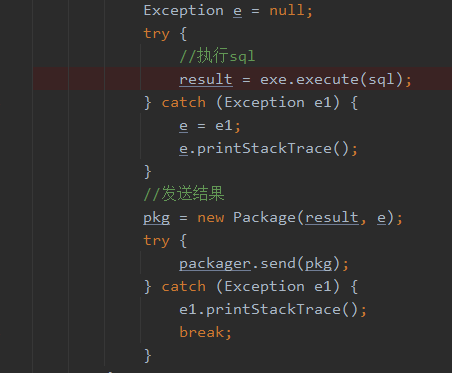 Exception e = null;
try {
//执行sql
result = exe.execute(sql);
} catch (Exception e1) {
e = e1;
e.printStackTrace();
}
//发送结果
pkg = new Package(result, e);
try {
packager.send(pkg);
} catch (Exception e1) {
e1.printStackTrace();
break;
}